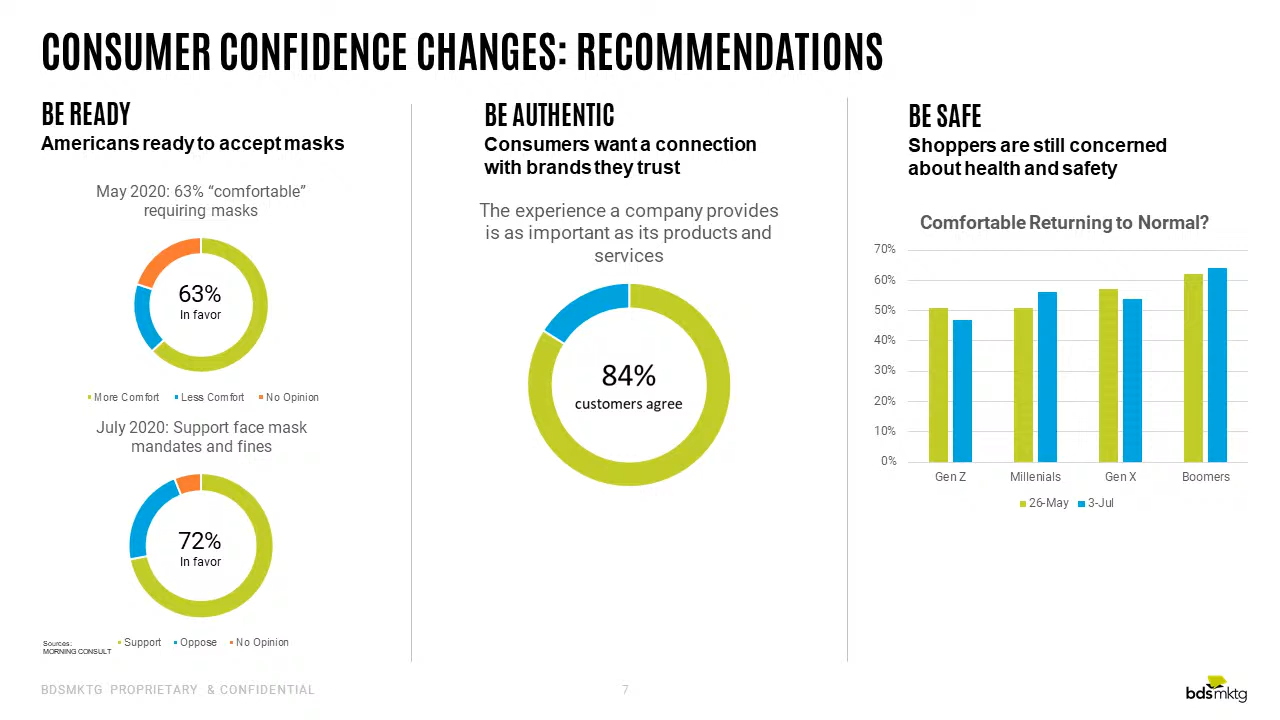 CONSUMER CONFIDENCE CHANGES: RECOMMENDATIONS
BE READY
Americans ready to accept masks
May 2020: 63% “comfortable”
requiring masks
63%
In favor
More Comfort Less Comfort No Opinion
July 2020: Support face mask
mandates and fines
72%
In favor
Support Oppose No Opinion
Sources:
MORNING CONSULT
BE AUTHENTIC
Consumers want a connection
with brands they trust
The experience a company provides
is as important as its products and
services
84%
customers agree
BE SAFE
Shoppers are still concerned
about health and safety
Comfortable Returning to Normal?
70%
60%
50%
40%
30%
20%
10%
0%
Gen Z Millenials Gen X Boomers
26-May 3-Jul
BDSMKTG PROPRIETARY & CONFIDENTIAL
7
bdsmktg